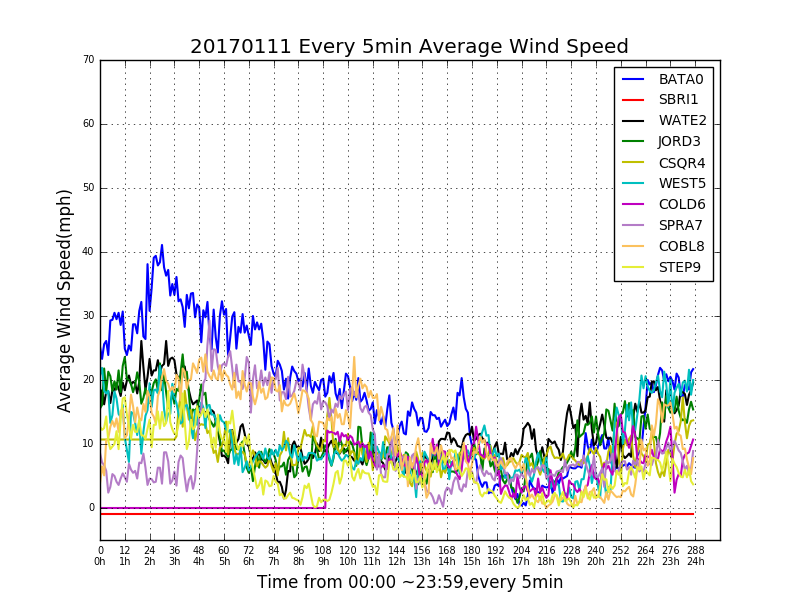 20170111 Every 5min Average Wind Speed
70
60
50
40
30
20
10
0
Average Wind Speed(mph)
BATA0
SBRI1
WATE2
JORD3
CSQR4
WEST5
COLD6
SPRA7
COBL8
STEP9
0 12 24 36 48 60 72 84 96 108 120 132 144 156 168 180 192 204 216 228 240 252 264 276 288
0h 1h 2h 3h 4h 5h 6h 7h 8h 9h 10h 11h 12h 13h 14h 15h 16h 17h 18h 19h 20h 21h 22h 23h 24h
Time from 00:00 ~23:59,every 5min